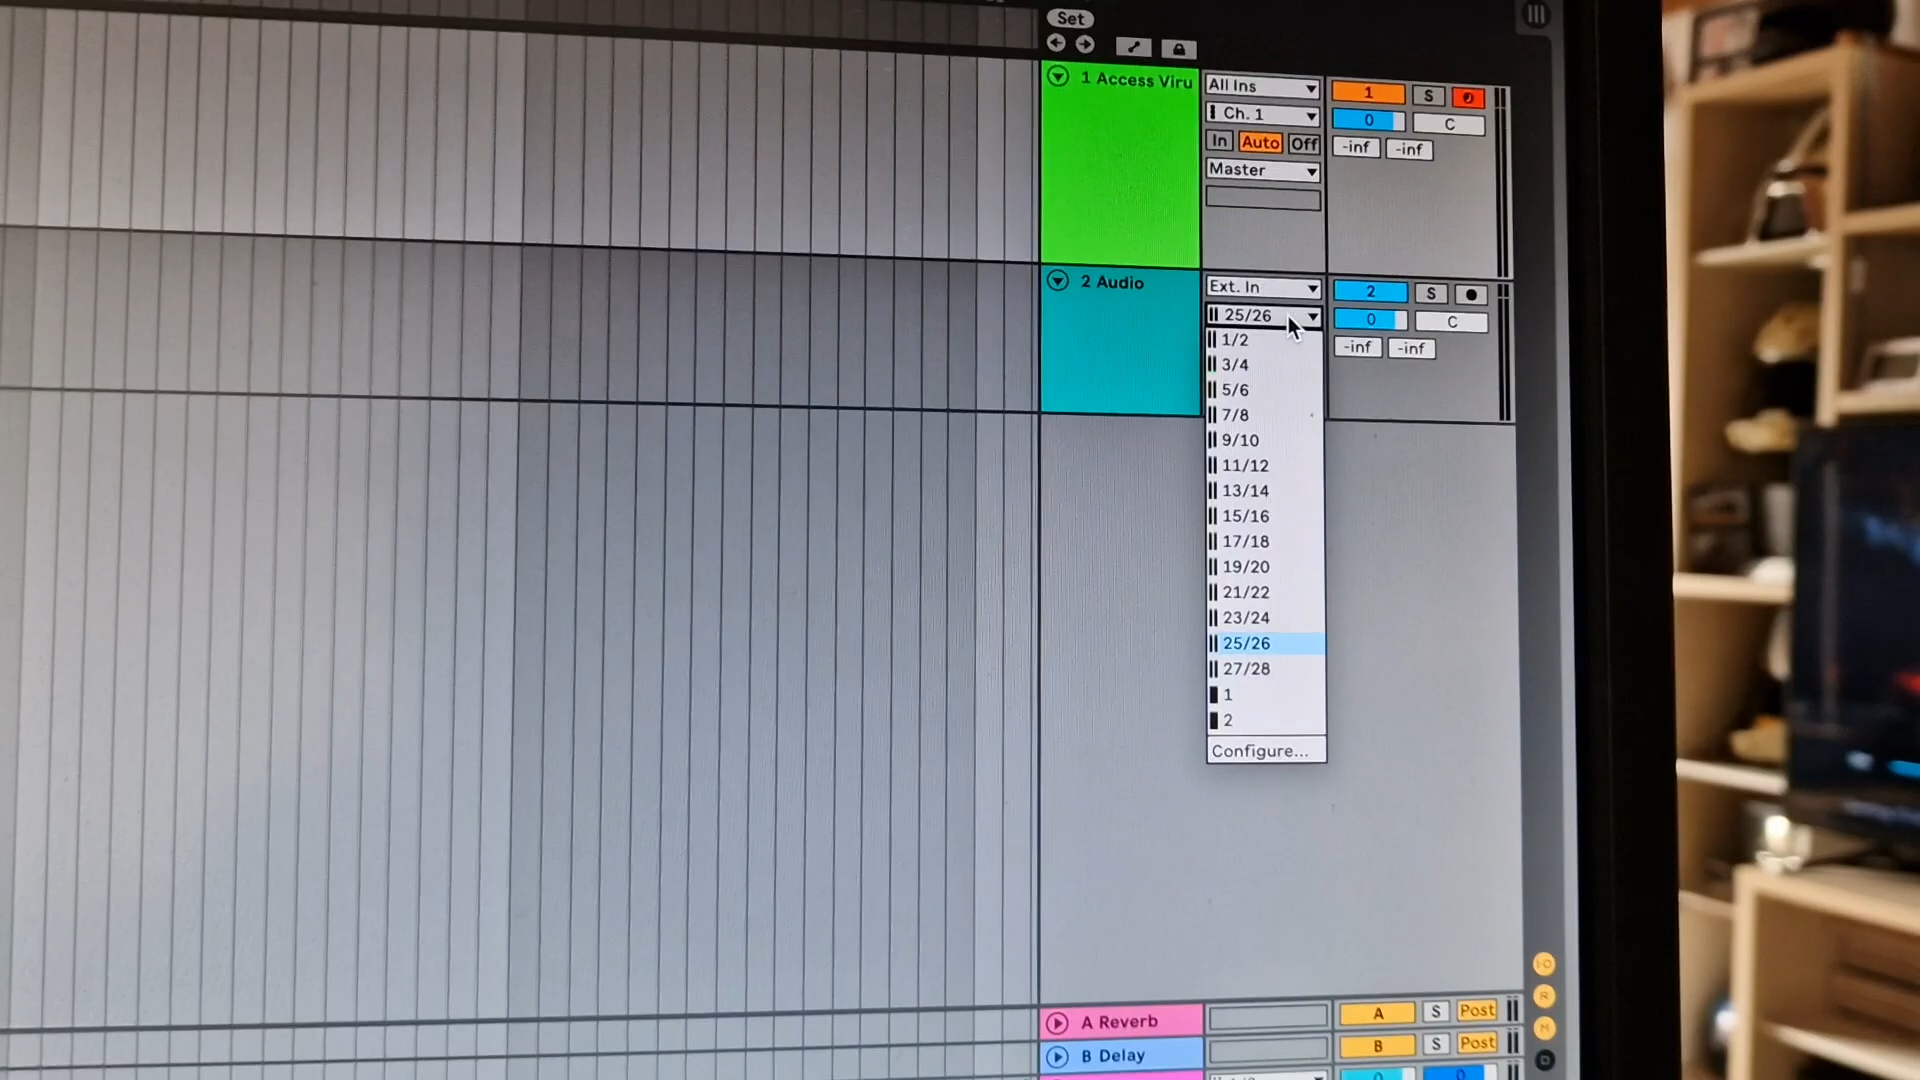 Set
1 Access Viru
All Ins
1
S
Ch. 1
0
C
In
Auto
Off
-inf
-inf
Master
2 Audio
Ext. In
2
S
25/26
0
C
-inf
-inf
1/2
3/4
5/6
7/8
9/10
11/12
13/14
15/16
17/18
19/20
21/22
23/24
25/26
27/28
1
2
Configure...
I·O
R
M
D
A Reverb
A
S
Post
B Delay
B
S
Post
0
0